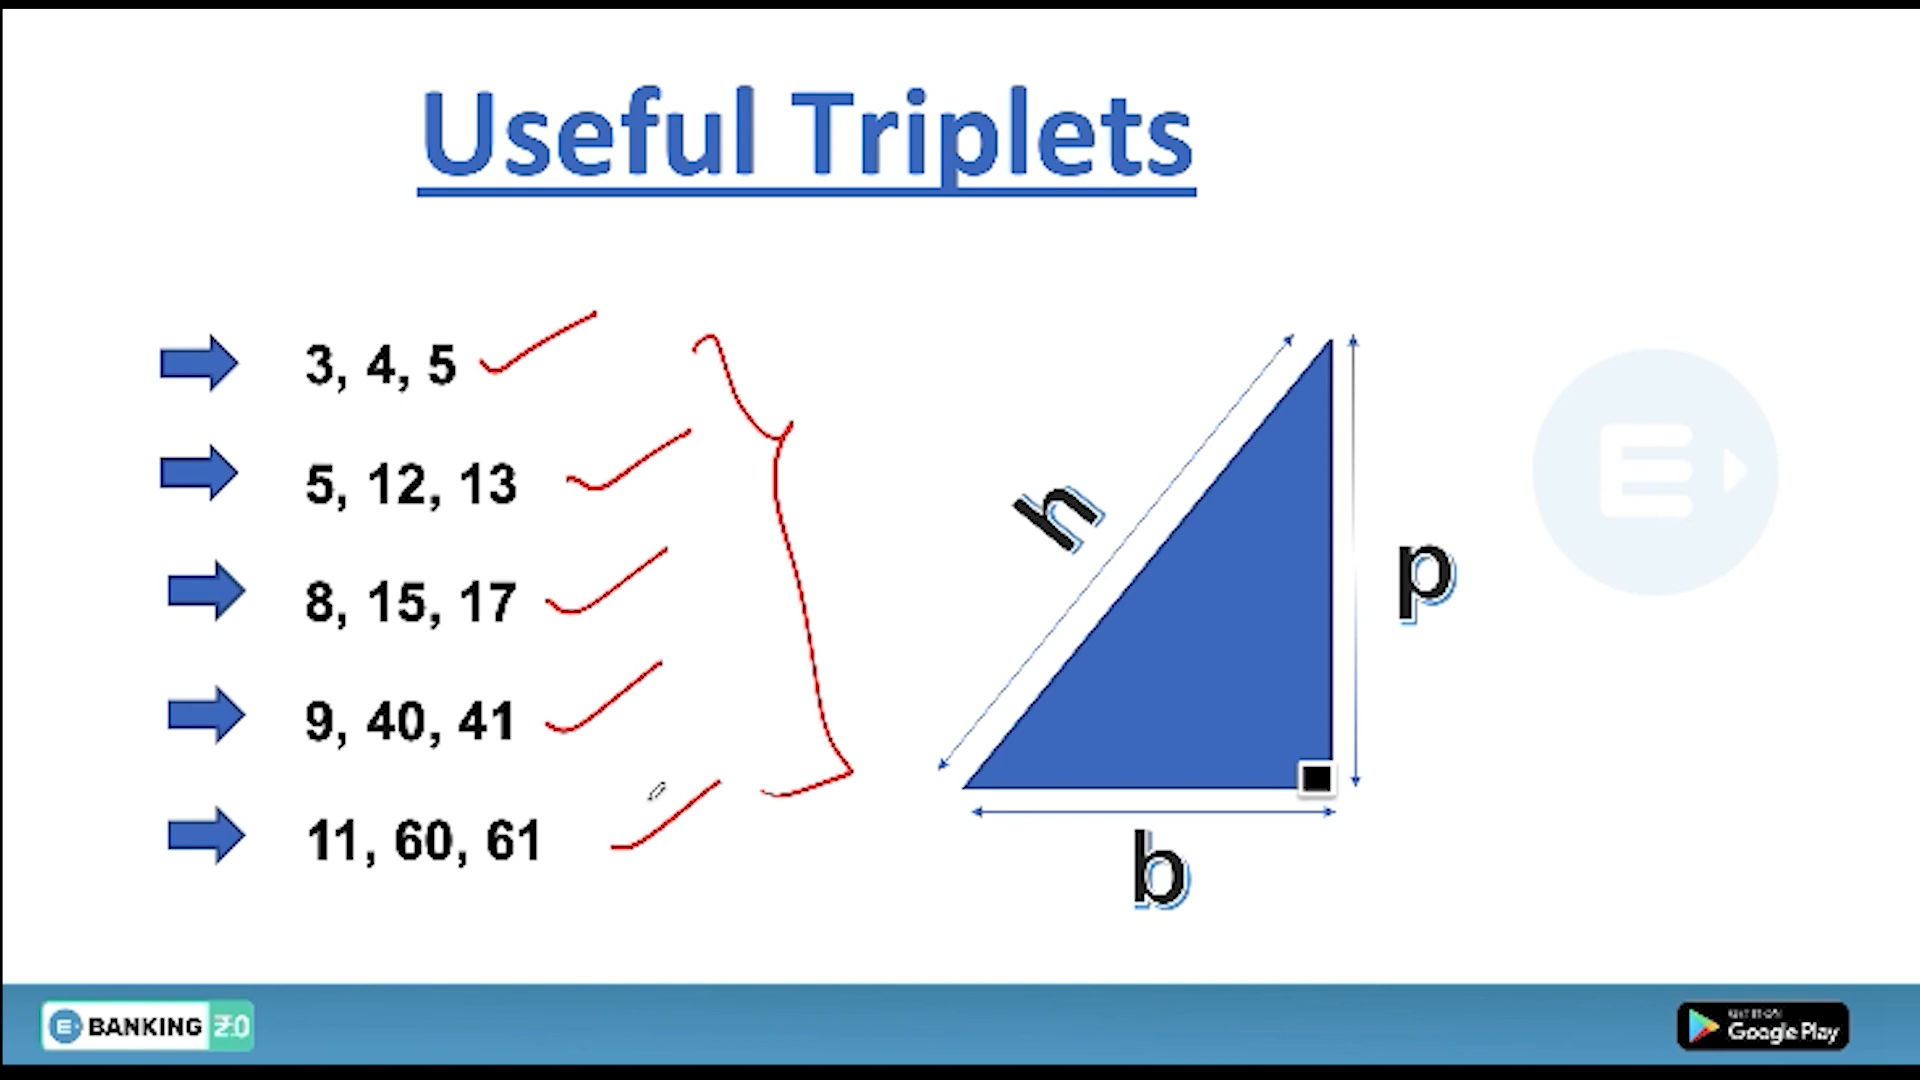 Useful Triplets
3, 4, 5
5, 12, 13
8, 15, 17
9, 40, 41
11, 60, 61
h
p
b
E
E BANKING 2.0
GET IT ON
Google Play